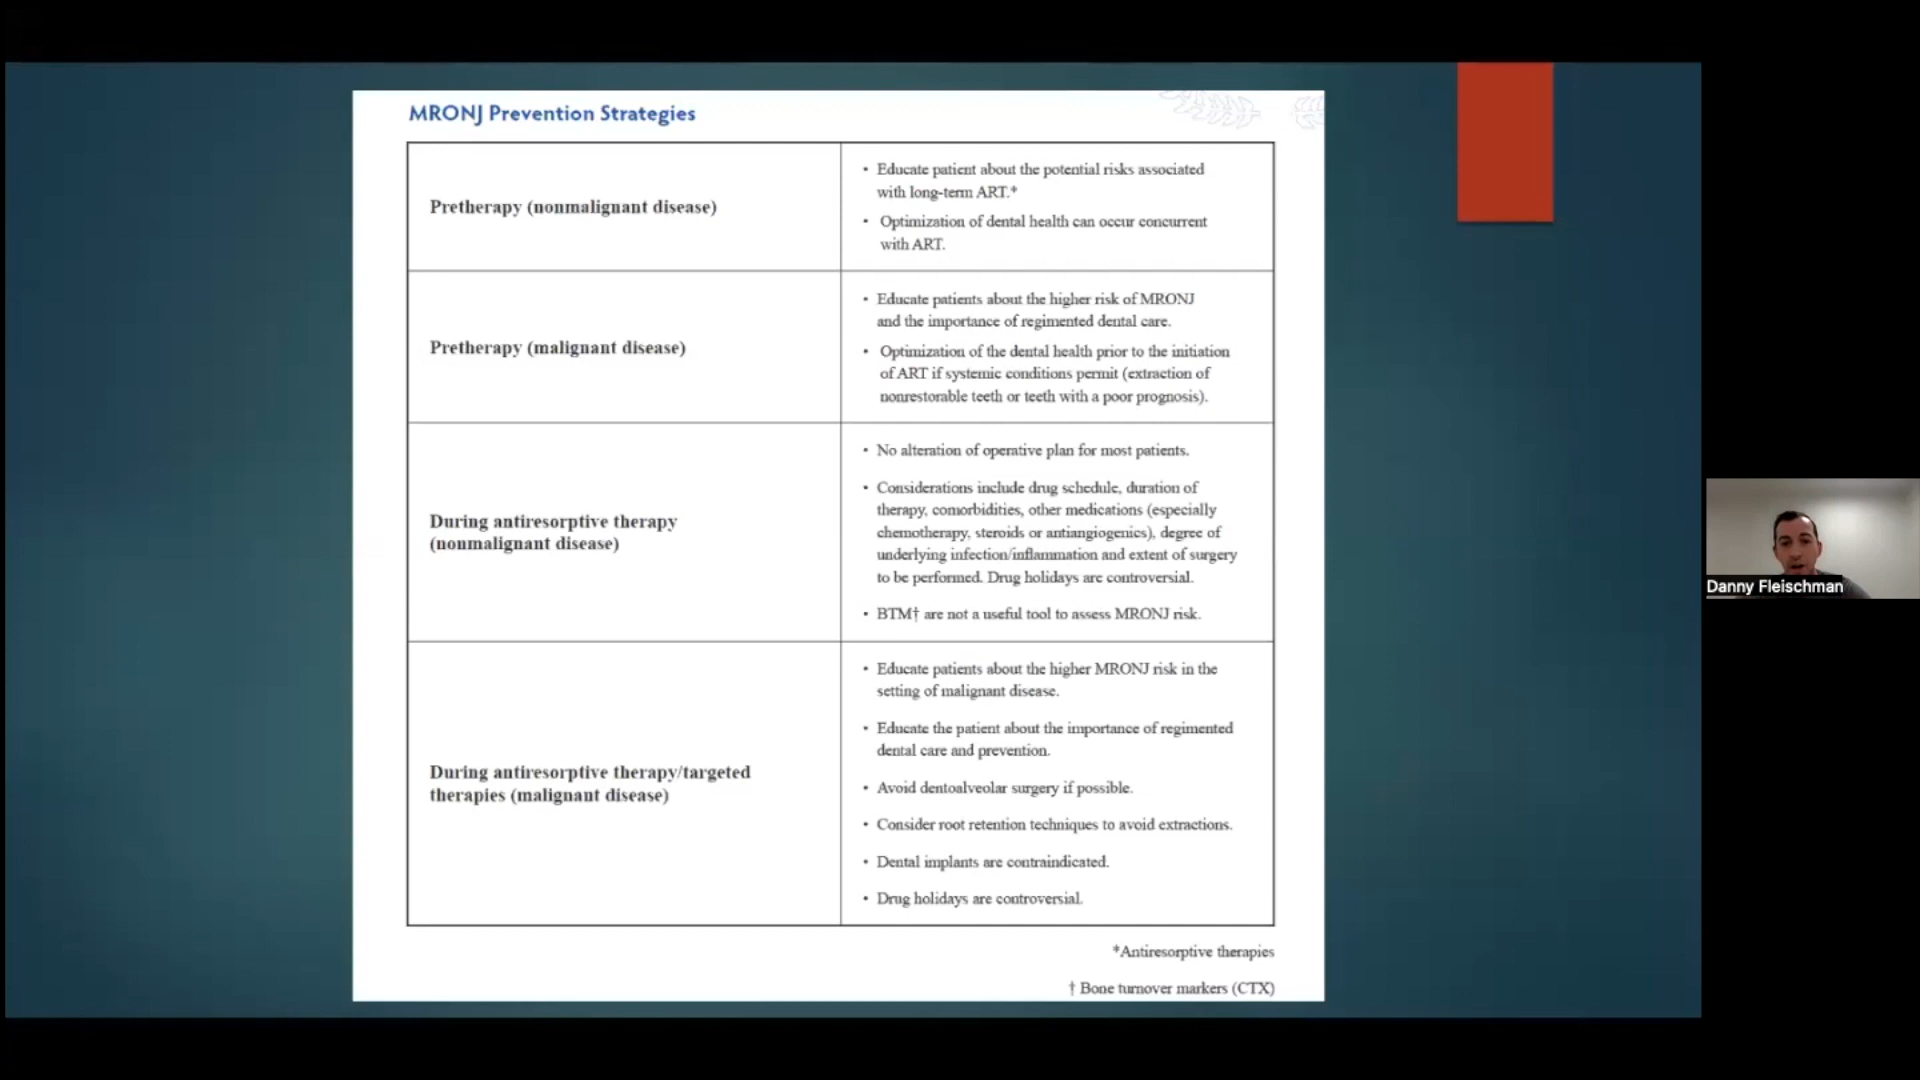 MRONJ Prevention Strategies
Pretherapy (nonmalignant disease)
• Educate patient about the potential risks associated
with long-term ART.*
• Optimization of dental health can occur concurrent
with ART.
Pretherapy (malignant disease)
• Educate patients about the higher risk of MRONJ
and the importance of regimented dental care.
• Optimization of the dental health prior to the initiation
of ART if systemic conditions permit (extraction of
nonrestorable teeth or teeth with a poor prognosis).
During antiresorptive therapy
(nonmalignant disease)
• No alteration of operative plan for most patients.
• Considerations include drug schedule, duration of
therapy, comorbidities, other medications (especially
chemotherapy, steroids or antiangiogenics), degree of
underlying infection/inflammation and extent of surgery
to be performed. Drug holidays are controversial.
• BTM† are not a useful tool to assess MRONJ risk.
During antiresorptive therapy/targeted
therapies (malignant disease)
• Educate patients about the higher MRONJ risk in the
setting of malignant disease.
• Educate the patient about the importance of regimented
dental care and prevention.
• Avoid dentoalveolar surgery if possible.
• Consider root retention techniques to avoid extractions.
• Dental implants are contraindicated.
• Drug holidays are controversial.
*Antiresorptive therapies
† Bone turnover markers (CTX)
Danny Fleischman